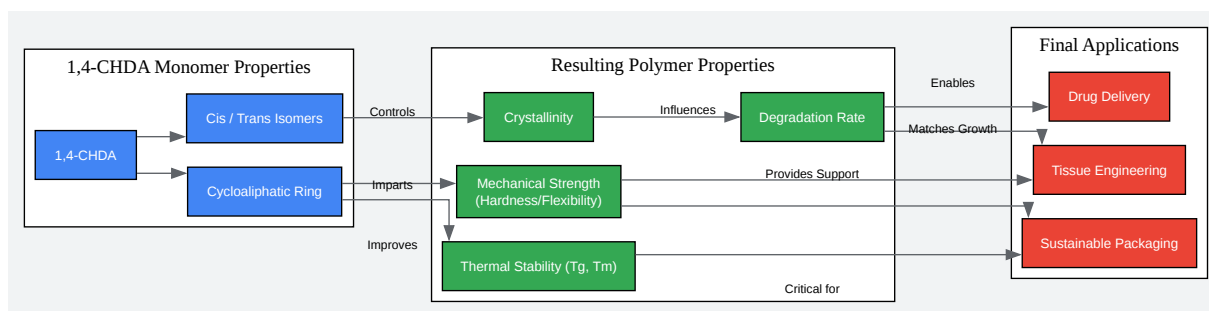 1,4-CHDA Monomer Properties
1,4-CHDA
Cis / Trans Isomers
Cycloaliphatic Ring
Controls
Imparts
Improves
Resulting Polymer Properties
Crystallinity
Influences
Degradation Rate
Mechanical Strength
(Hardness/Flexibility)
Thermal Stability (Tg, Tm)
Enables
Matches Growth
Provides Support
Critical for
Final Applications
Drug Delivery
Tissue Engineering
Sustainable Packaging